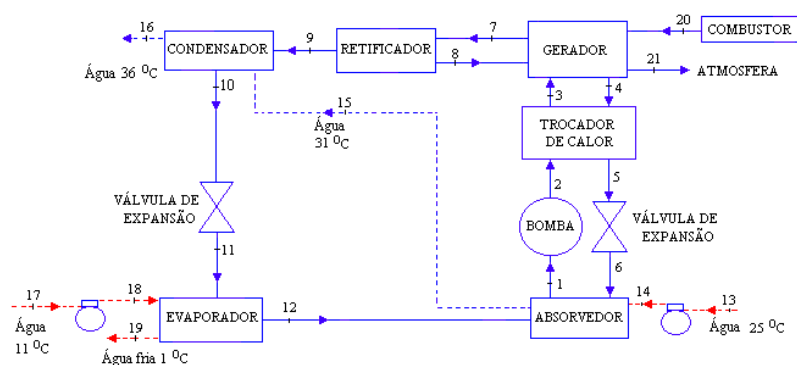 16
CONDENSADOR
9
RETIFICADOR
7
8
GERADOR
20
COMBUSTOR
21
ATMOSFERA
Água 36 ⁰C
10
15
Água
31 ⁰C
3
4
TROCADOR
DE CALOR
2
5
VÁLVULA DE
EXPANSÃO
BOMBA
VÁLVULA DE
EXPANSÃO
11
1
6
17
18
Água
11 ⁰C
19
EVAPORADOR
12
Água fria 1 ⁰C
ABSORVEDOR
14
13
Água 25 ⁰C